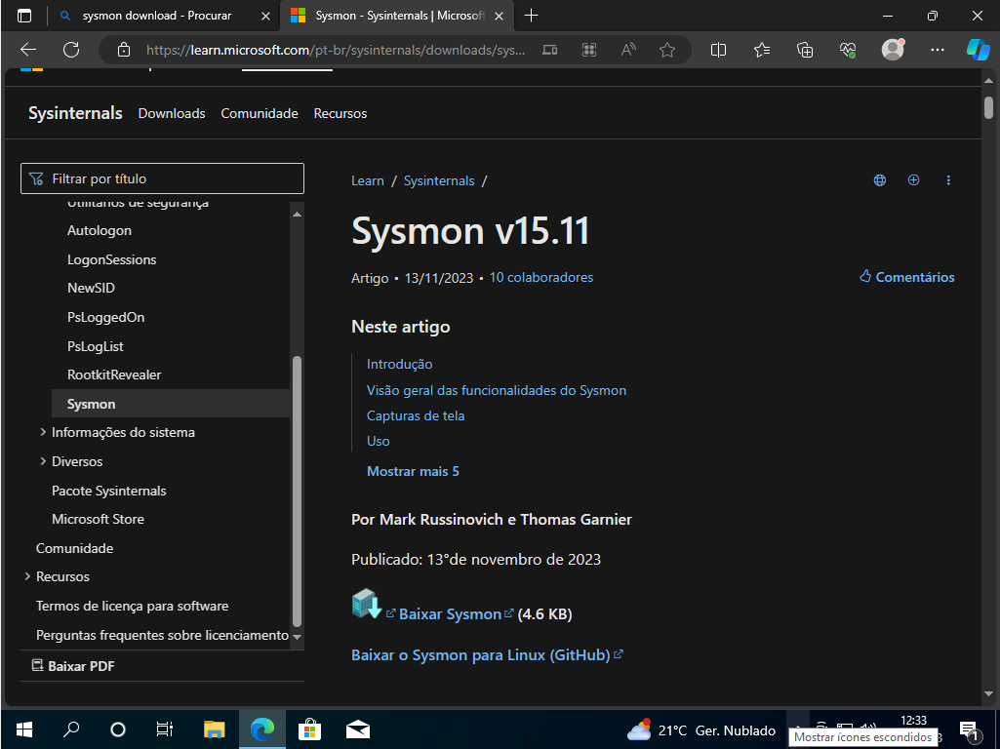 sysmon download - Procurar
Sysmon - Sysinternals | Microsoft
https://learn.microsoft.com/pt-br/sysinternals/downloads/sys...
Sysinternals
Downloads
Comunidade
Recursos
Filtrar por título
Utilitários de segurança
Autologon
LogonSessions
NewSID
PsLoggedOn
PsLogList
RootkitRevealer
Sysmon
Informações do sistema
Diversos
Pacote Sysinternals
Microsoft Store
Comunidade
Recursos
Termos de licença para software
Perguntas frequentes sobre licenciamento
Baixar PDF
Learn / Sysinternals /
Sysmon v15.11
Artigo • 13/11/2023 • 10 colaboradores
Comentários
Neste artigo
Introdução
Visão geral das funcionalidades do Sysmon
Capturas de tela
Uso
Mostrar mais 5
Por Mark Russinovich e Thomas Garnier
Publicado: 13°de novembro de 2023
Baixar Sysmon (4.6 KB)
Baixar o Sysmon para Linux (GitHub)
21°C Ger. Nublado
12:33
Mostrar ícones escondidos
3
1